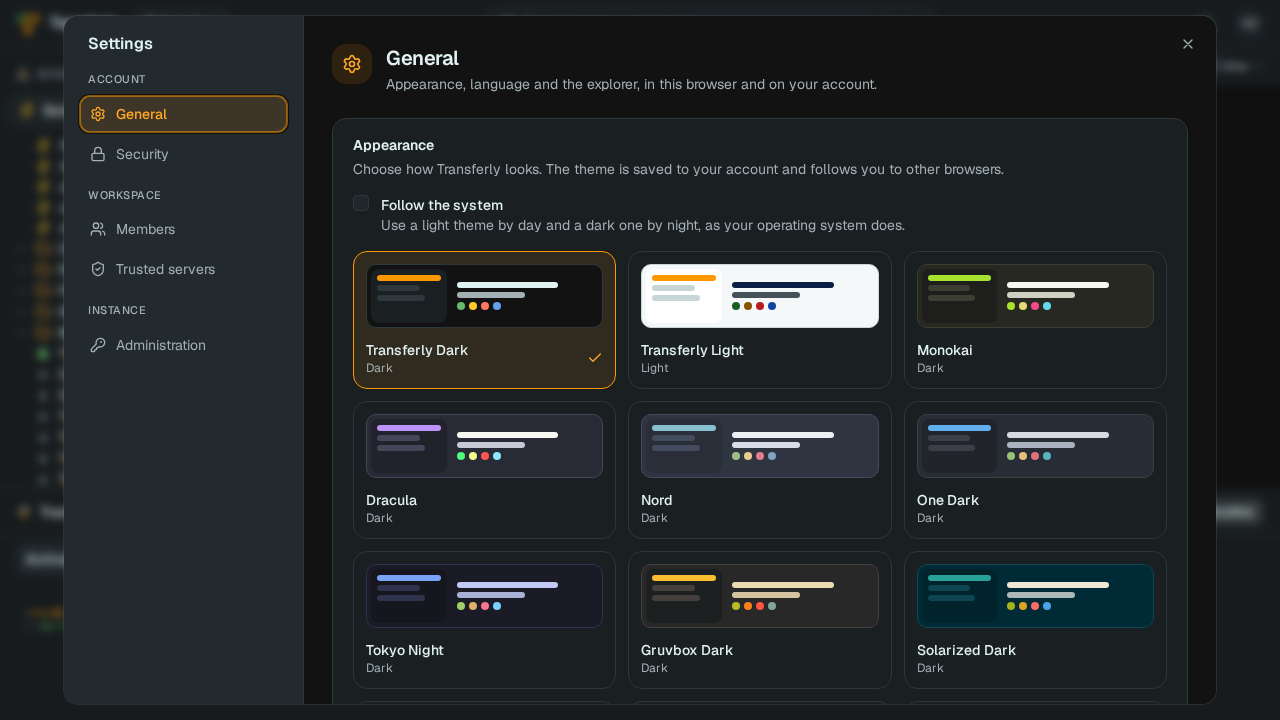 Settings
ACCOUNT
General
Security
WORKSPACE
Members
Trusted servers
INSTANCE
Administration
General
Appearance, language and the explorer, in this browser and on your account.
Appearance
Choose how Transferly looks. The theme is saved to your account and follows you to other browsers.
Follow the system
Use a light theme by day and a dark one by night, as your operating system does.
Transferly Dark
Dark
Transferly Light
Light
Monokai
Dark
Dracula
Dark
Nord
Dark
One Dark
Dark
Tokyo Night
Dark
Gruvbox Dark
Dark
Solarized Dark
Dark